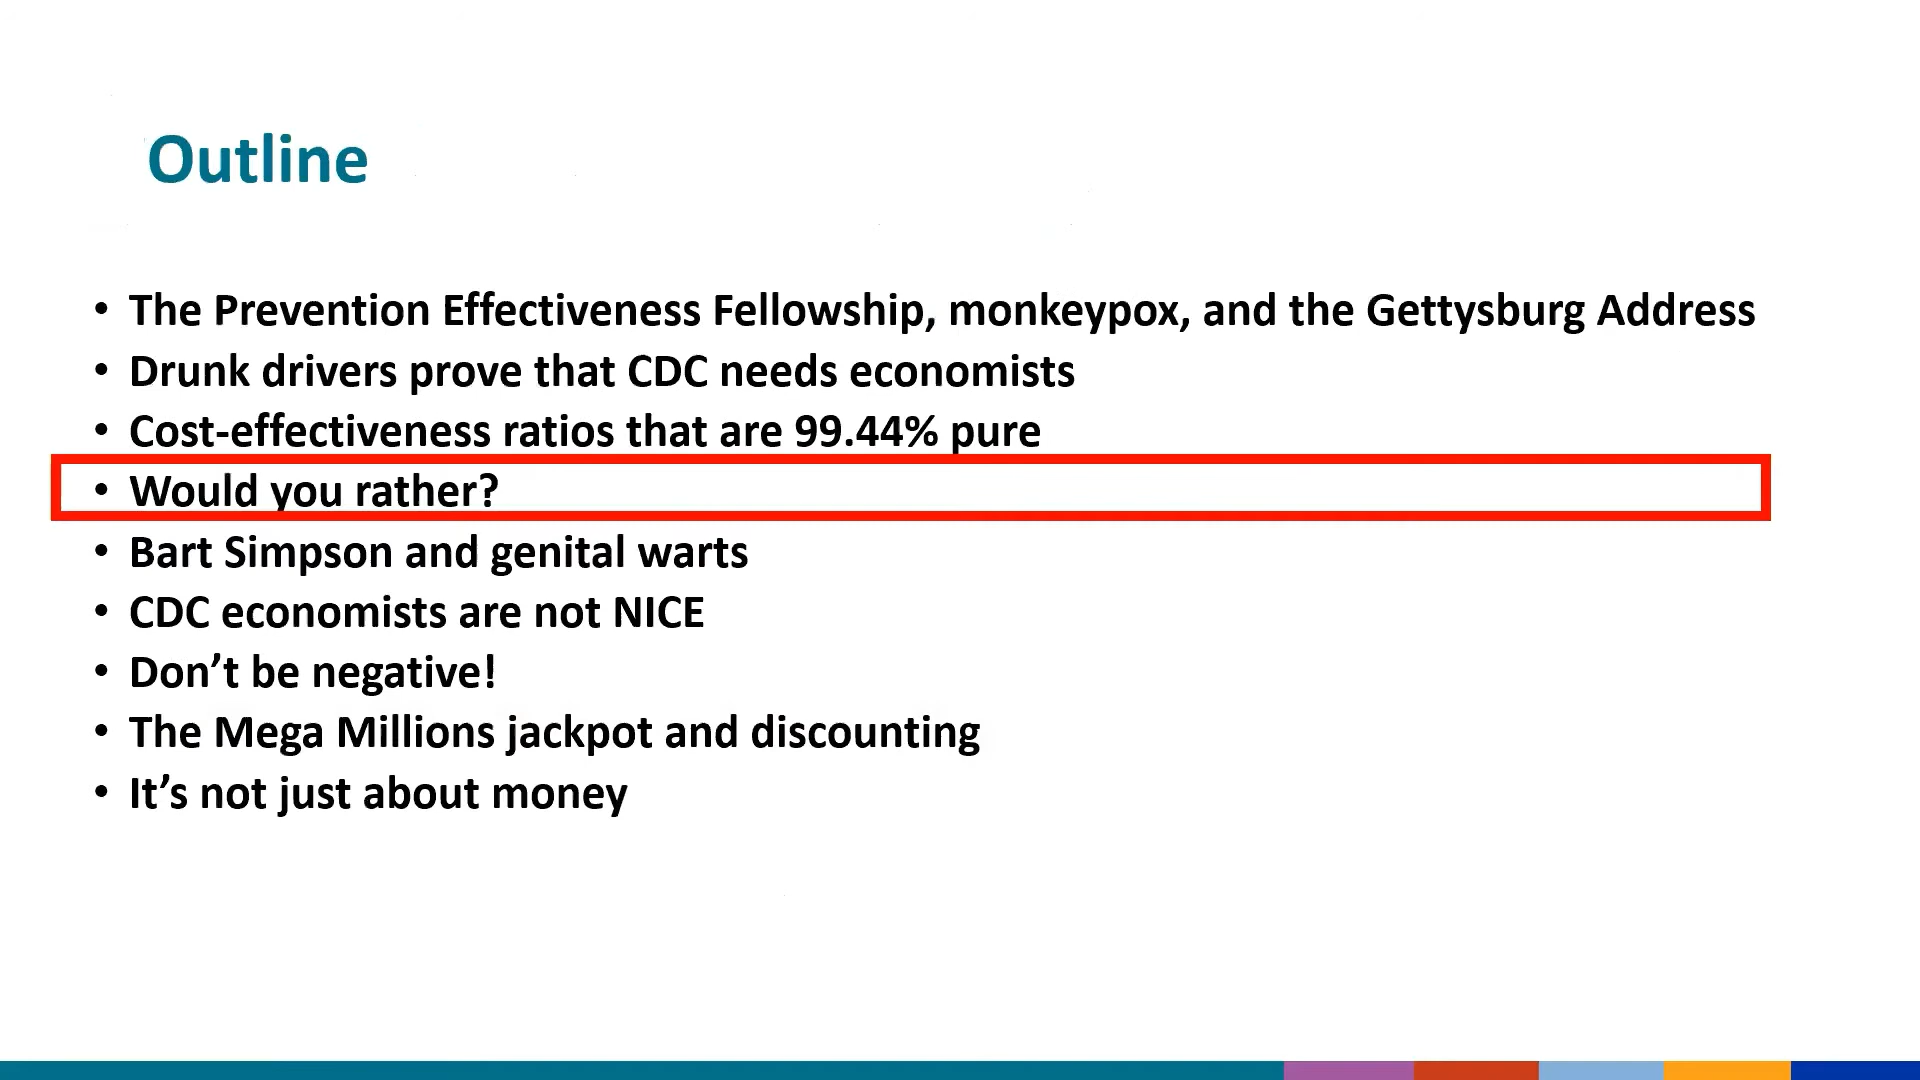 Outline
• The Prevention Effectiveness Fellowship, monkeypox, and the Gettysburg Address
• Drunk drivers prove that CDC needs economists
• Cost-effectiveness ratios that are 99.44% pure
• Would you rather?
• Bart Simpson and genital warts
• CDC economists are not NICE
• Don’t be negative!
• The Mega Millions jackpot and discounting
• It’s not just about money